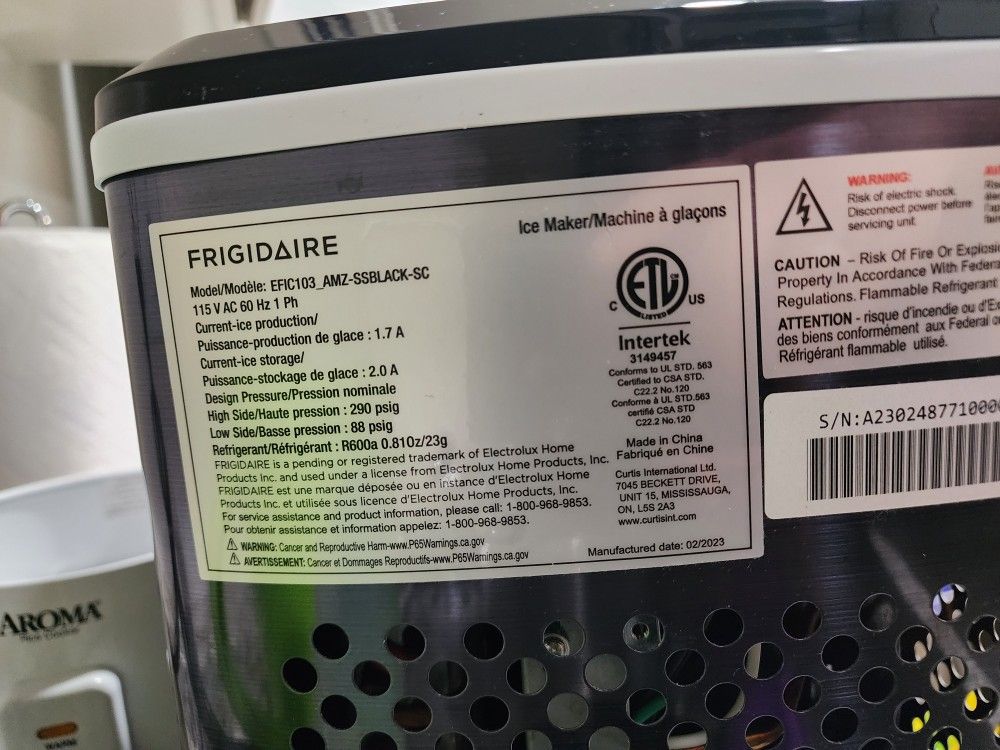 FRIGIDAIRE
Ice Maker/Machine à glaçons
Model/Modèle: EFIC103_AMZ-SSBLACK-SC
115 V AC 60 Hz 1 Ph
Current-ice production/
Puissance-production de glace : 1.7 A
Current-ice storage/
Puissance-stockage de glace : 2.0 A
Design Pressure/Pression nominale
High Side/Haute pression : 290 psig
Low Side/Basse pression : 88 psig
Refrigerant/Réfrigérant : R600a 0.81Oz/23g
FRIGIDAIRE is a pending or registered trademark of Electrolux Home
Products Inc. and used under a license from Electrolux Home Products, Inc.
FRIGIDAIRE est une marque déposée ou en instance d'Electrolux Home
Products Inc. et utilisée sous licence d'Electrolux Home Products, Inc.
For service assistance and product information, please call: 1-800-968-9853.
Pour obtenir assistance et information appelez: 1-800-968-9853.
WARNING: Cancer and Reproductive Harm-www.P65Warnings.ca.gov
AVERTISSEMENT: Cancer et Dommages Reproductifs-www.P65Warnings.ca.gov
C ETL US
LISTED
Intertek
3149457
Conforms to UL STD. 563
Certified to CSA STD.
C22.2 No.120
Conforme à UL STD.563
certifié CSA STD
C22.2 No.120
Made in China
Fabriqué en Chine
Curtis International Ltd.
7045 BECKETT DRIVE,
UNIT 15, MISSISSAUGA,
ON, L5S 2A3
www.curtisint.com
Manufactured date: 02/2023
WARNING:
Risk of electric shock.
Disconnect power before
servicing unit.
CAUTION – Risk Of Fire Or
Property In Accordance With
Regulations. Flammable Refrigerant
ATTENTION - risque d'incendie ou
des biens conformément aux Federal
Réfrigérant flammable utilisé.
S/N:A2302487710000
AROMA
WARM